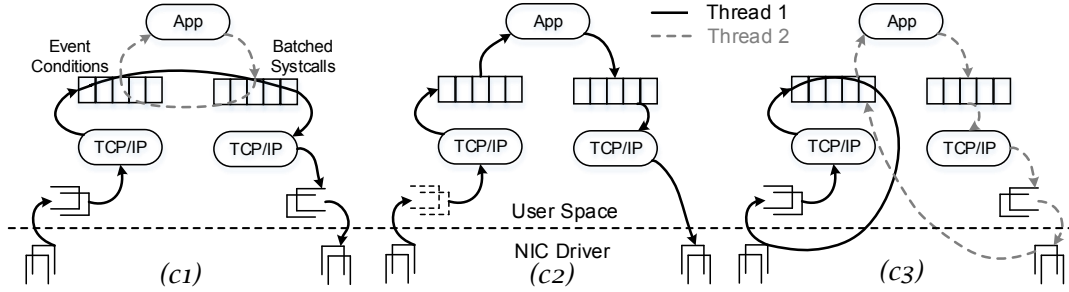 App
App
Thread 1
Thread 2
App
Event
Conditions
Batched
Systcalls
TCP/IP
TCP/IP
TCP/IP
TCP/IP
TCP/IP
TCP/IP
User Space
NIC Driver
(c1)
(c2)
(c3)